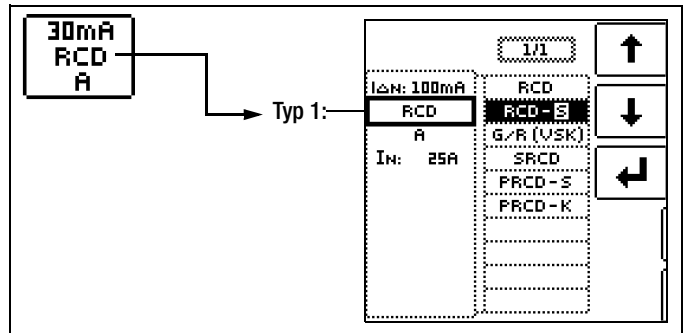 30mA
RCD
A
Typ 1:
1/1
I∆N: 100mA
RCD
A
IN: 25A
RCD
RCD-S
G/R (VSK)
SRCD
PRCD-S
PRCD-K